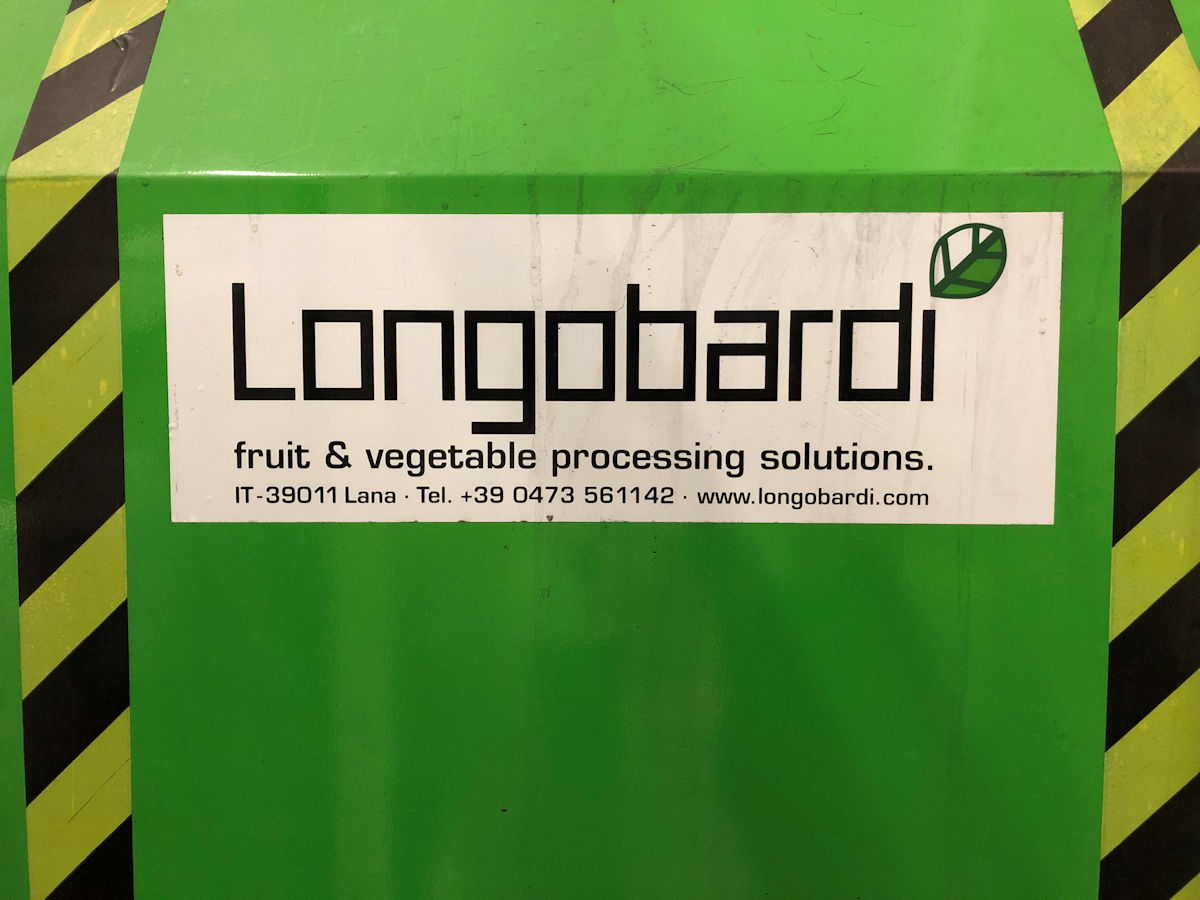 Longobardi
fruit & vegetable processing solutions.
IT-39011 Lana · Tel. +39 0473 561142 · www.longobardi.com